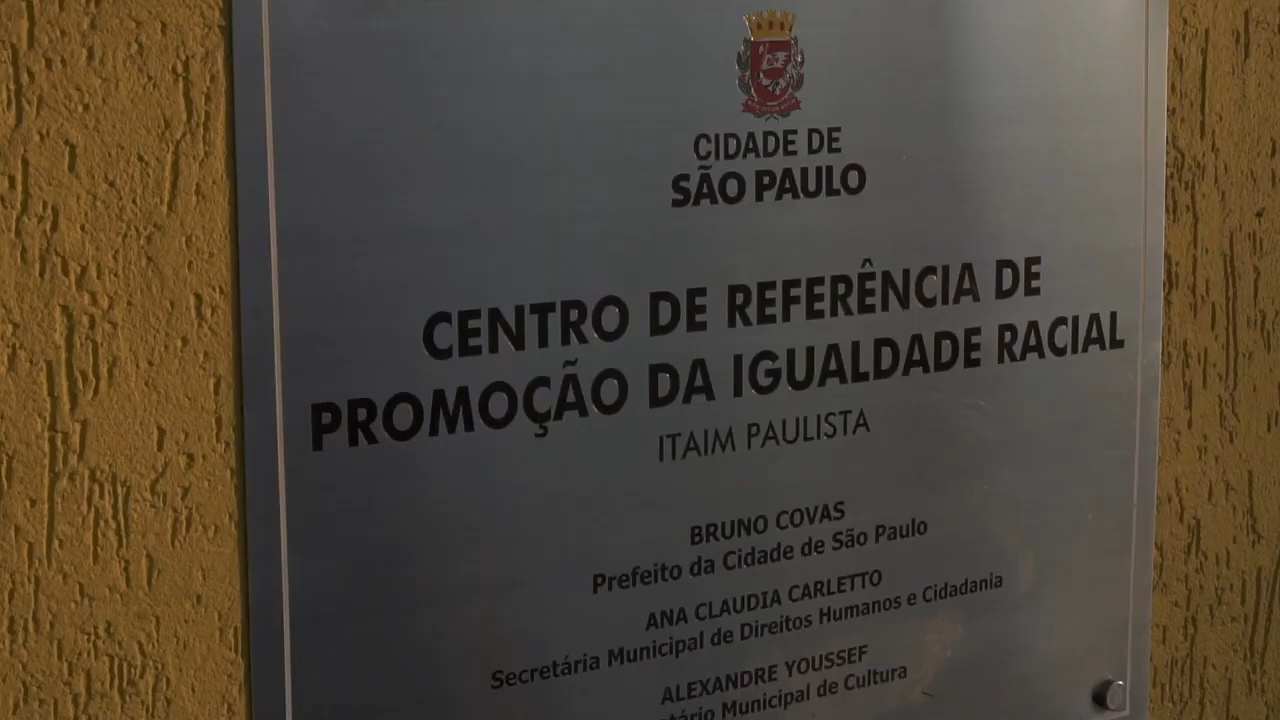 CIDADE DE
SÃO PAULO
CENTRO DE REFERÊNCIA DE
PROMOÇÃO DA IGUALDADE RACIAL
ITAIM PAULISTA
BRUNO COVAS
Prefeito da Cidade de São Paulo
ANA CLAUDIA CARLETTO
Secretária Municipal de Direitos Humanos e Cidadania
ALEXANDRE YOUSSEF
Municipal de Cultura